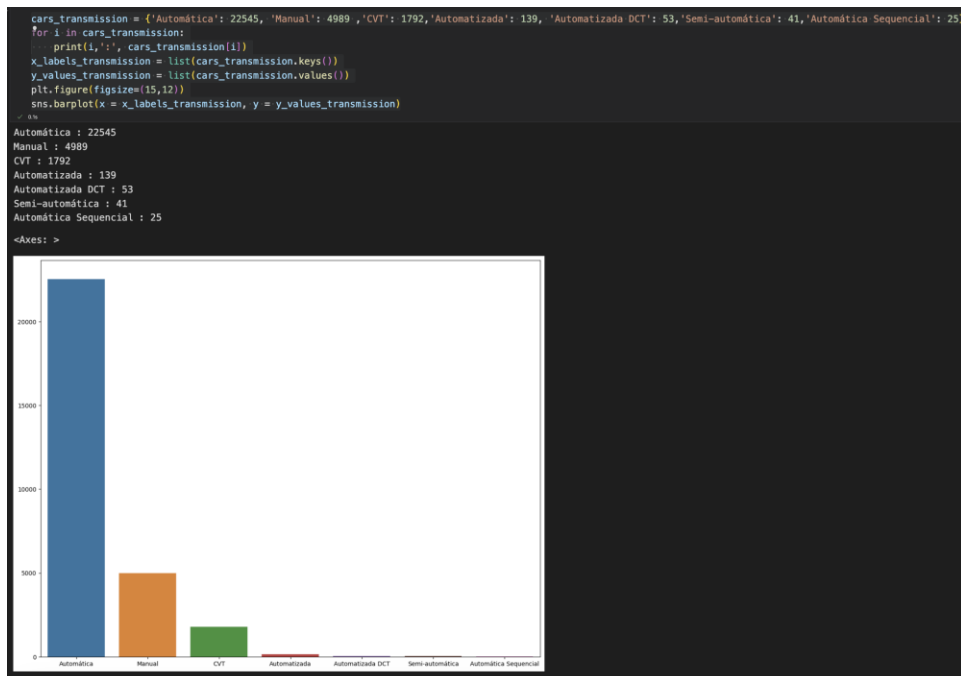 cars_transmission = {'Automática': 22545, 'Manual': 4989 ,'CVT': 1792,'Automatizada': 139, 'Automatizada DCT': 53,'Semi-automática': 41,'Automática Sequencial': 25}
for i in cars_transmission:
    print(i,':', cars_transmission[i])
x_labels_transmission = list(cars_transmission.keys())
y_values_transmission = list(cars_transmission.values())
plt.figure(figsize=(15,12))
sns.barplot(x = x_labels_transmission, y = y_values_transmission)
Automática : 22545
Manual : 4989
CVT : 1792
Automatizada : 139
Automatizada DCT : 53
Semi-automática : 41
Automática Sequencial : 25
<Axes: >
20000
15000
10000
5000
0
Automática Manual CVT Automatizada Automatizada DCT Semi-automática Automática Sequencial